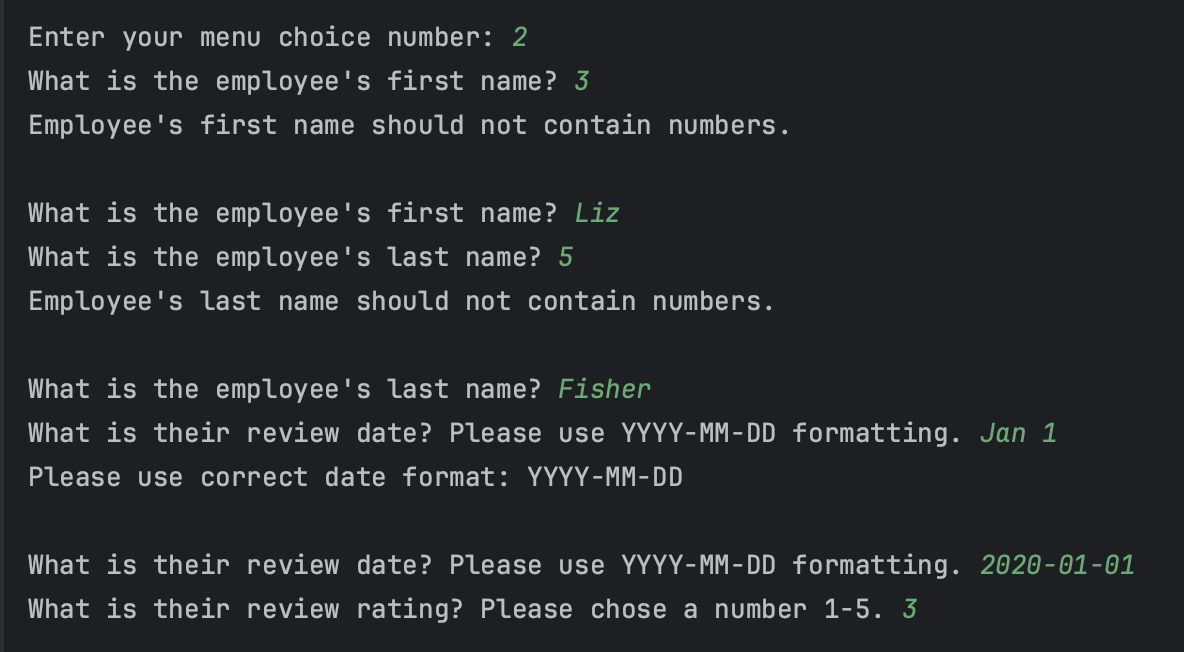 Enter your menu choice number: 2
What is the employee's first name? 3
Employee's first name should not contain numbers.
What is the employee's first name? Liz
What is the employee's last name? 5
Employee's last name should not contain numbers.
What is the employee's last name? Fisher
What is their review date? Please use YYYY-MM-DD formatting. Jan 1
Please use correct date format: YYYY-MM-DD
What is their review date? Please use YYYY-MM-DD formatting. 2020-01-01
What is their review rating? Please chose a number 1-5. 3